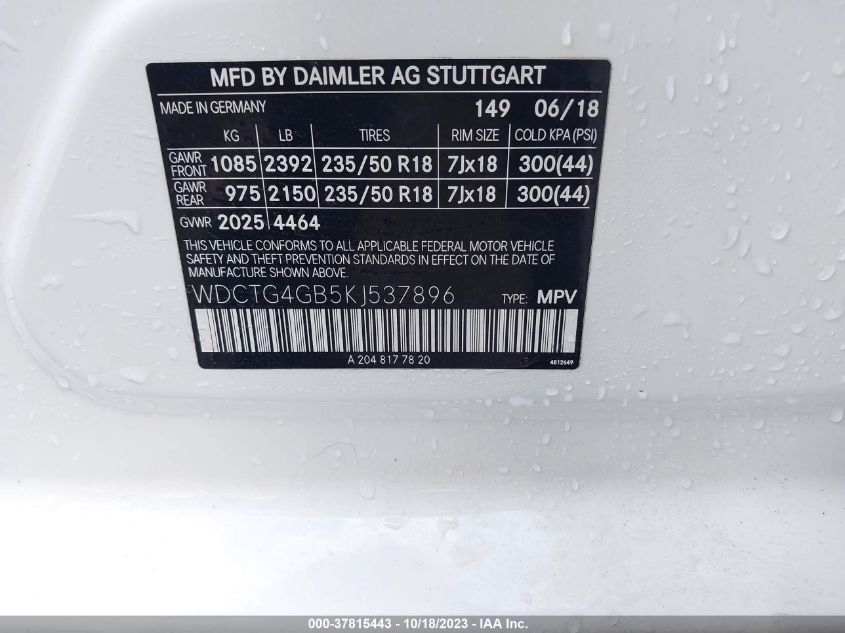 MFD BY DAIMLER AG STUTTGART
MADE IN GERMANY 149 06/18
KG LB TIRES RIM SIZE COLD KPA (PSI)
GAWR FRONT 1085 2392 235/50 R18 7Jx18 300(44)
GAWR REAR 975 2150 235/50 R18 7Jx18 300(44)
GVWR 2025 4464
THIS VEHICLE CONFORMS TO ALL APPLICABLE FEDERAL MOTOR VEHICLE
SAFETY AND THEFT PREVENTION STANDARDS IN EFFECT ON THE DATE OF
MANUFACTURE SHOWN ABOVE.
WDCTG4GB5KJ537896 TYPE: MPV
A 204 817 78 20 4812649
000-37815443 - 10/18/2023 - IAA Inc.